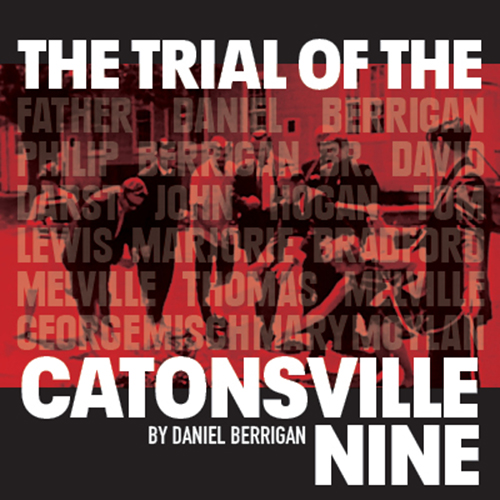 THE TRIAL OF THE
FATHER DANIEL BERRIGAN
PHILIP BERRIGAN BR. DAVID
DARST JOHN HOGAN TOM
LEWIS MARJORIE BRADFORD
MELVILLE THOMAS MELVILLE
GEORGE MISCH MARY MOYLAN
CATONSVILLE
BY DANIEL BERRIGAN
NINE